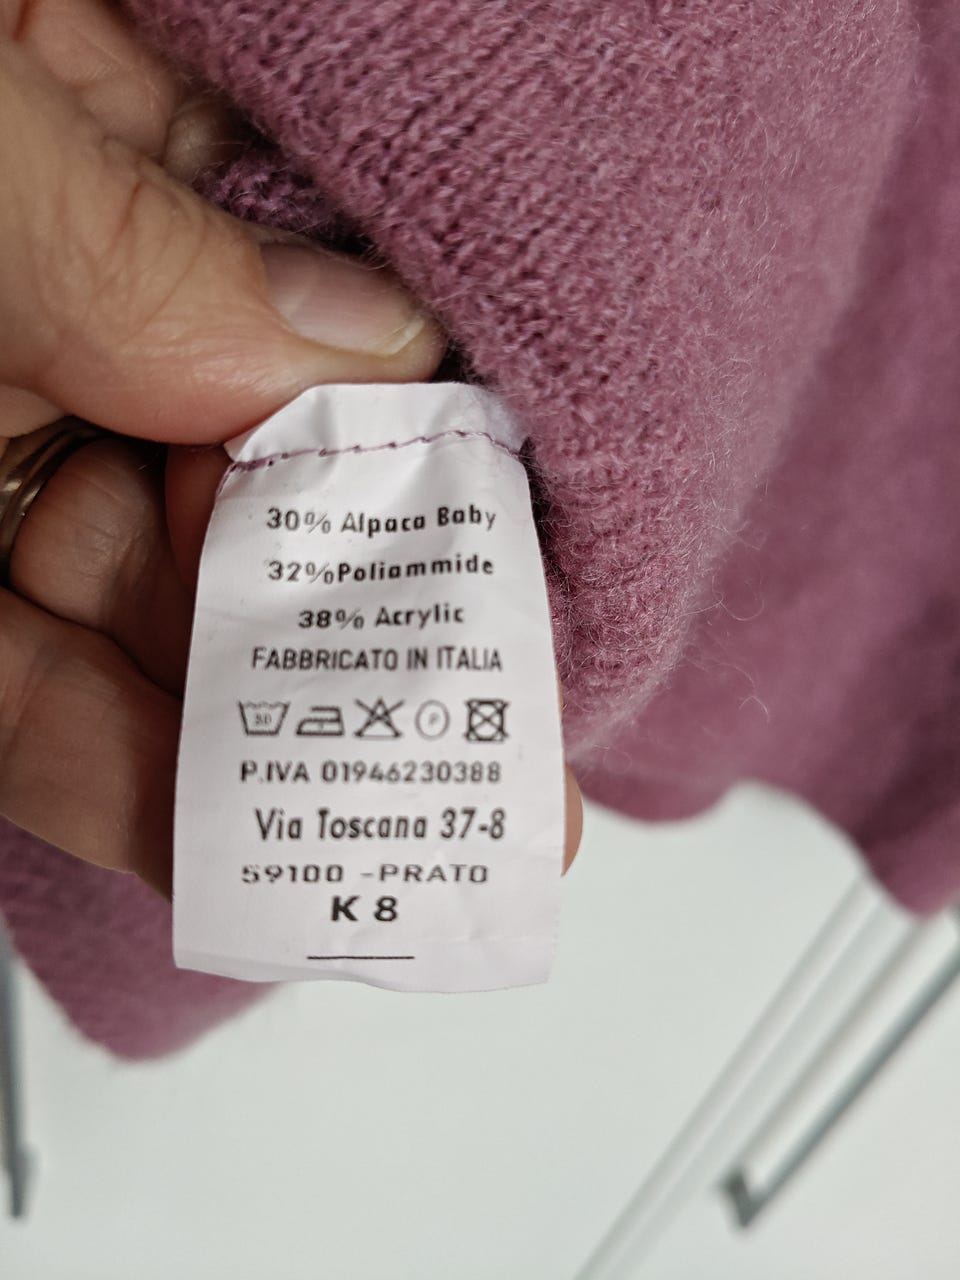 30% Alpaca Baby
32%Poliammide
38% Acrylic
FABBRICATO IN ITALIA
30 P
P.IVA 01946230388
Via Toscana 37-8
59100 -PRATO
K 8